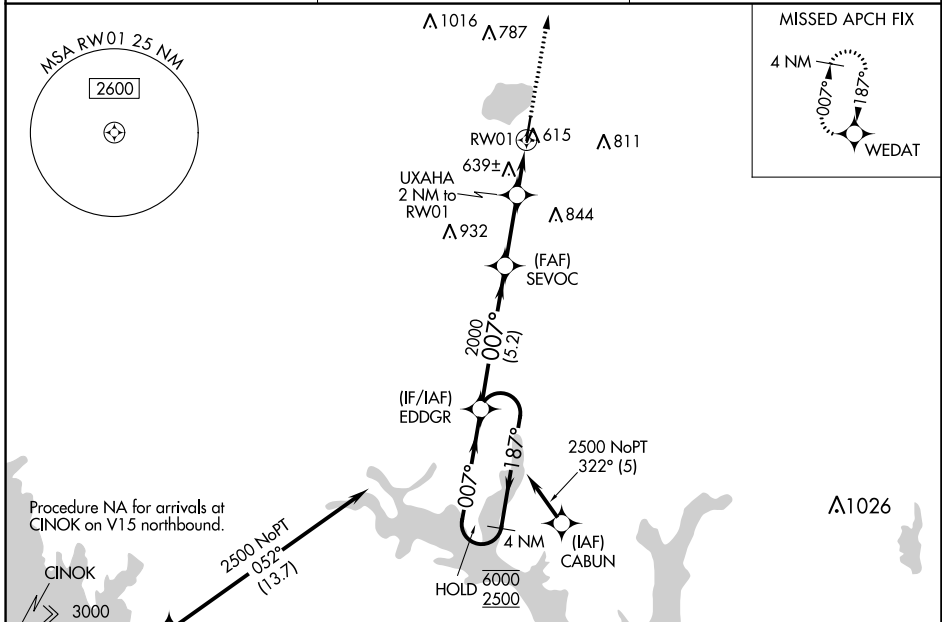 MSA RW01 25 NM
2600
1016
787
MISSED APCH FIX
4 NM
007°
187°
WEDAT
RW01
615
811
639±
UXAHA
2 NM to
RW01
844
932
(FAF)
SEVOC
2000
007°
(5.2)
(IF/IAF)
EDDGR
187°
007°
2500 NoPT
322° (5)
Procedure NA for arrivals at
CINOK on V15 northbound.
1026
2500 NoPT
052°
(13.7)
4 NM
(IAF)
CABUN
HOLD
6000
2500
CINOK
3000